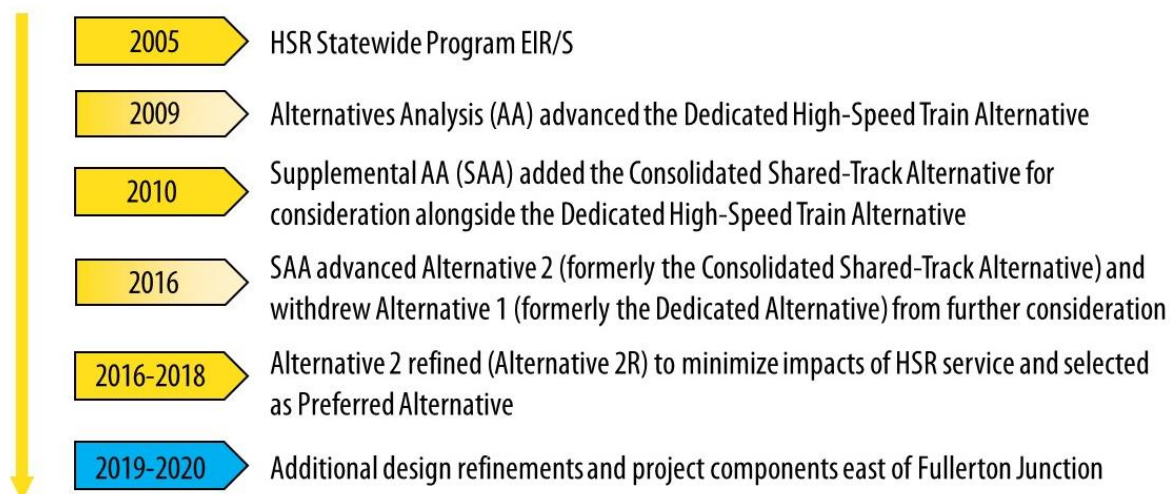 2005
HSR Statewide Program EIR/S
2009
Alternatives Analysis (AA) advanced the Dedicated High-Speed Train Alternative
2010
Supplemental AA (SAA) added the Consolidated Shared-Track Alternative for
consideration alongside the Dedicated High-Speed Train Alternative
2016
SAA advanced Alternative 2 (formerly the Consolidated Shared-Track Alternative) and
withdrew Alternative 1 (formerly the Dedicated Alternative) from further consideration
2016-2018
Alternative 2 refined (Alternative 2R) to minimize impacts of HSR service and selected
as Preferred Alternative
2019-2020
Additional design refinements and project components east of Fullerton Junction